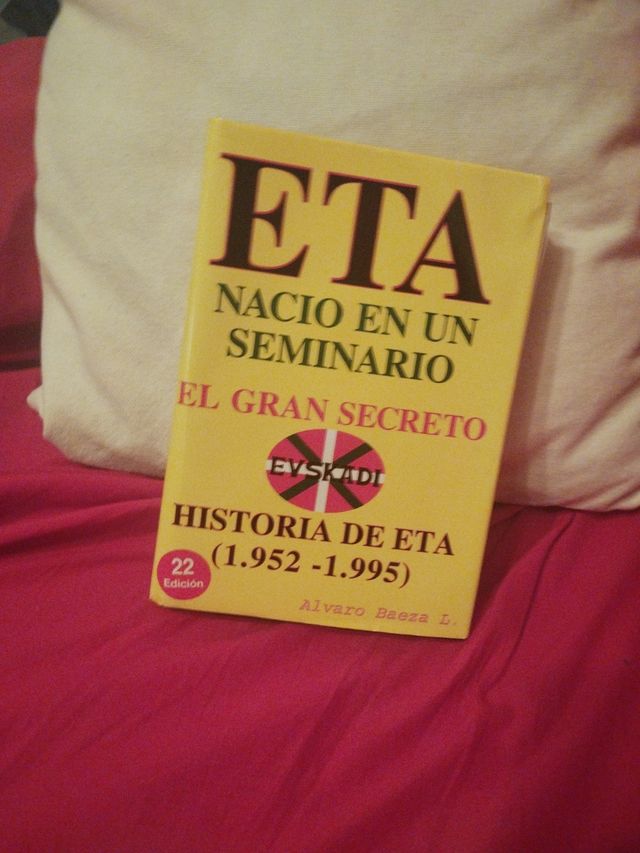 ETA
NACIO EN UN
SEMINARIO
EL GRAN SECRETO
EVSKADI
HISTORIA DE ETA
(1.952 -1.995)
22
Edición
Alvaro Baeza L.